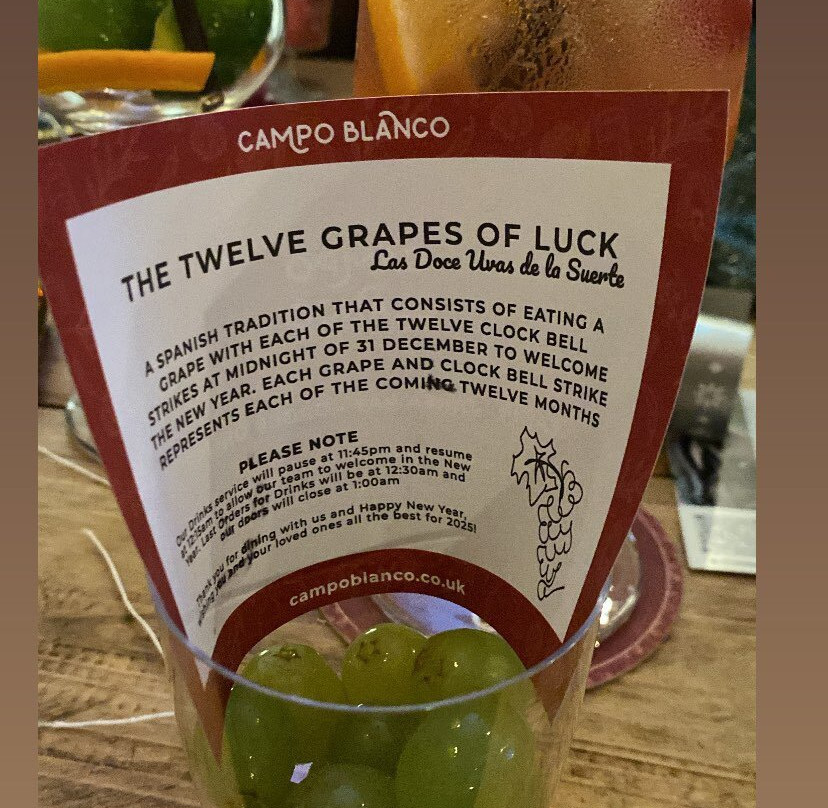 CAMPO BLANCO
THE TWELVE GRAPES OF LUCK
Las Doce Uvas de la Suerte
A SPANISH TRADITION THAT CONSISTS OF EATING A
GRAPE WITH EACH OF THE TWELVE CLOCK BELL
STRIKES AT MIDNIGHT OF 31 DECEMBER TO WELCOME
THE NEW YEAR. EACH GRAPE AND CLOCK BELL STRIKE
REPRESENTS EACH OF THE COMING TWELVE MONTHS
PLEASE NOTE
Our Drinks service will pause at 11:45pm and resume
at 12:15am to allow our team to welcome in the New
Year. Last Orders for Drinks will be at 12:30am and
our doors will close at 1:00am
Thank you for dining with us and Happy New Year,
wishing you and your loved ones all the best for 2025!
campoblanco.co.uk